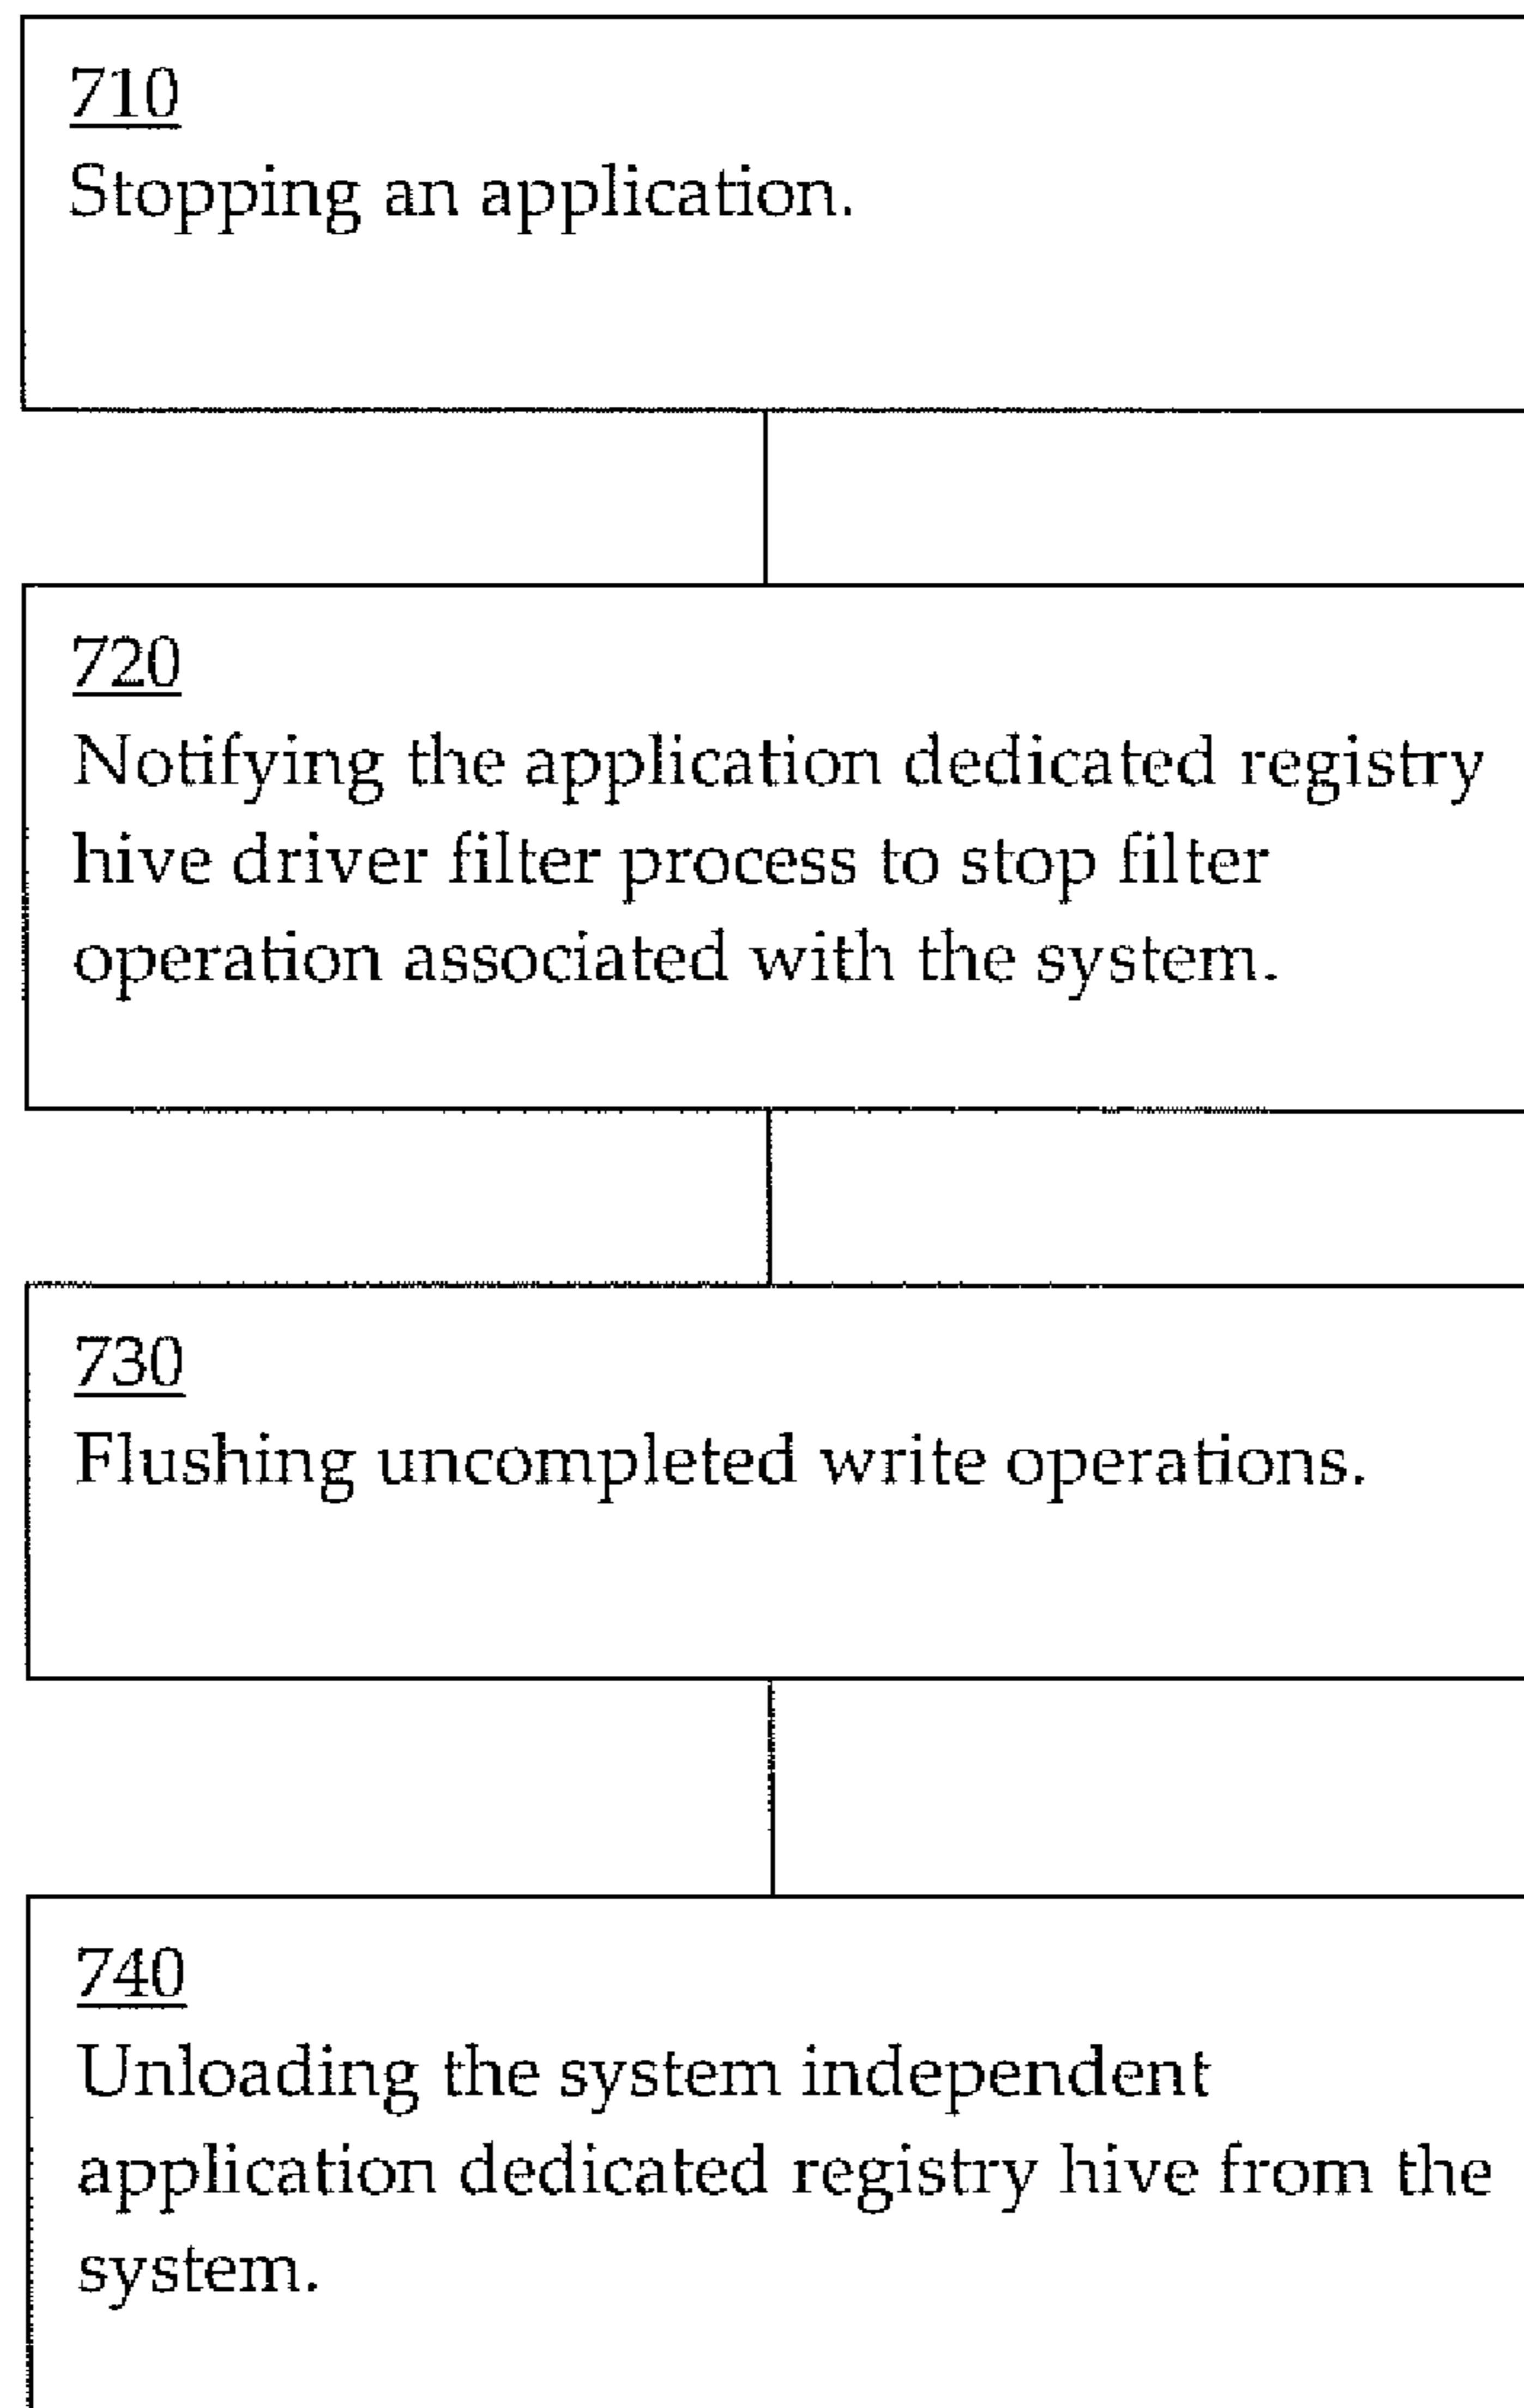 710
Stopping an application.
720
Notifying the application dedicated registry
hive driver filter process to stop filter
operation associated with the system.
730
Flushing uncompleted write operations.
740
Unloading the system independent
application dedicated registry hive from the
system.